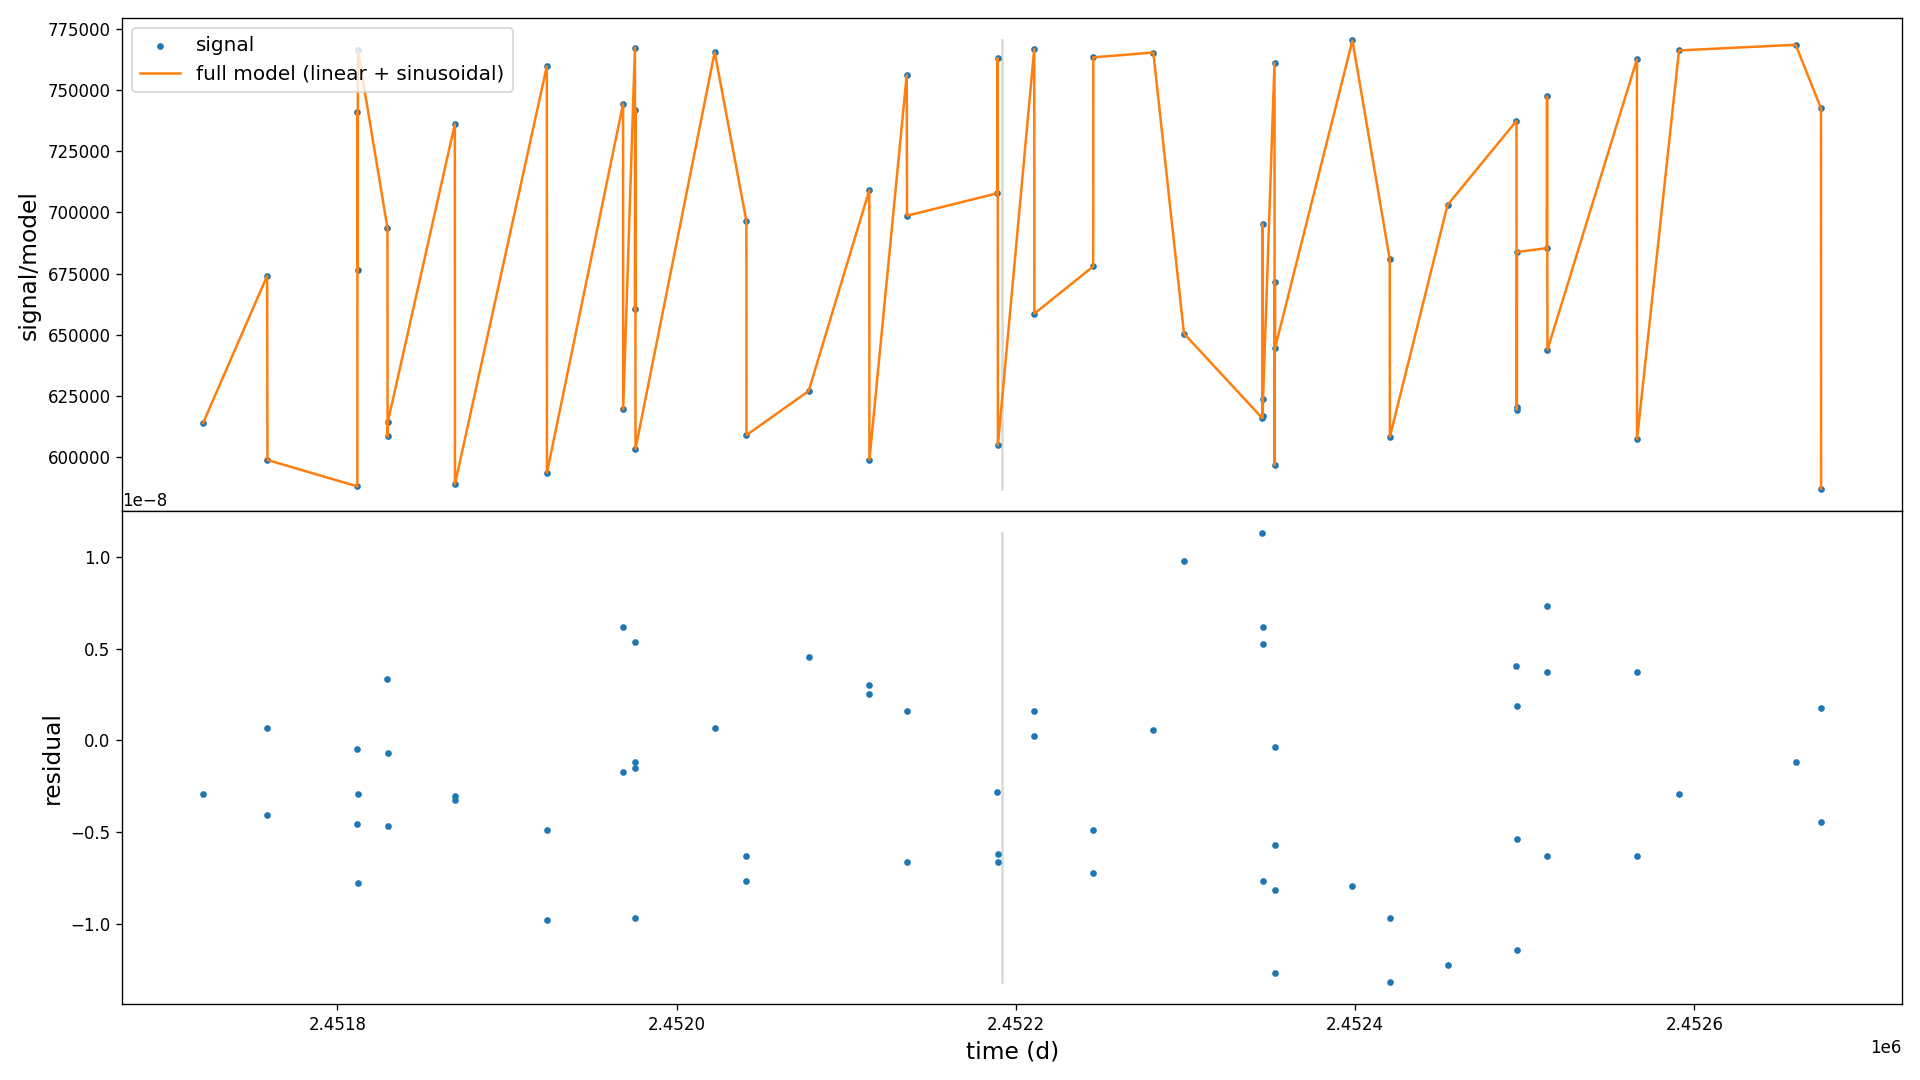 signal
full model (linear + sinusoidal)
signal/model
775000
750000
725000
700000
675000
650000
625000
600000
1e−8
residual
1.0
0.5
0.0
−0.5
−1.0
2.4518
2.4520
2.4522
2.4524
2.4526
1e6
time (d)